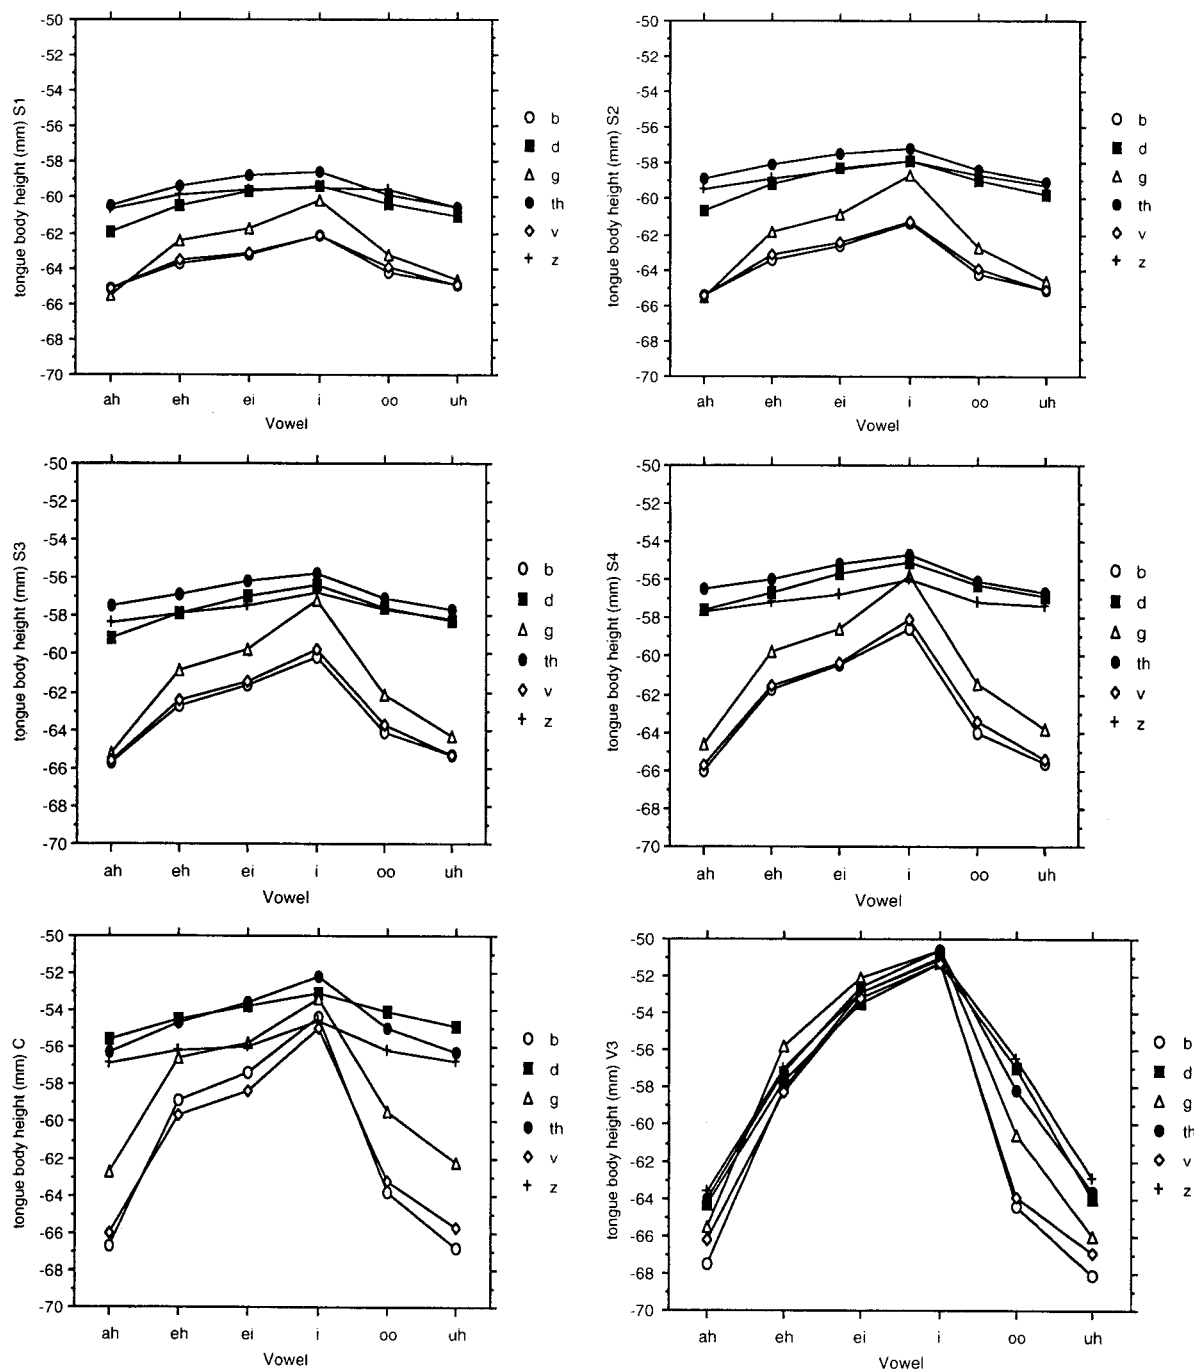 tongue body height (mm) S1
-50
-52
-54
-56
-58
-60
-62
-64
-66
-68
-70
ah eh ei i oo uh
Vowel
b
d
g
th
v
z
tongue body height (mm) S2
-50
-52
-54
-56
-58
-60
-62
-64
-66
-68
-70
ah eh ei i oo uh
Vowel
b
d
g
th
v
z
tongue body height (mm) S3
-50
-52
-54
-56
-58
-60
-62
-64
-66
-68
-70
ah eh ei i oo uh
Vowel
b
d
g
th
v
z
tongue body height (mm) S4
-50
-52
-54
-56
-58
-60
-62
-64
-66
-68
-70
ah eh ei i oo uh
Vowel
b
d
g
th
v
z
tongue body height (mm) C
-50
-52
-54
-56
-58
-60
-62
-64
-66
-68
-70
ah eh ei i oo uh
Vowel
b
d
g
th
v
z
tongue body height (mm) V3
-50
-52
-54
-56
-58
-60
-62
-64
-66
-68
-70
ah eh ei i oo uh
Vowel
b
d
g
th
v
z